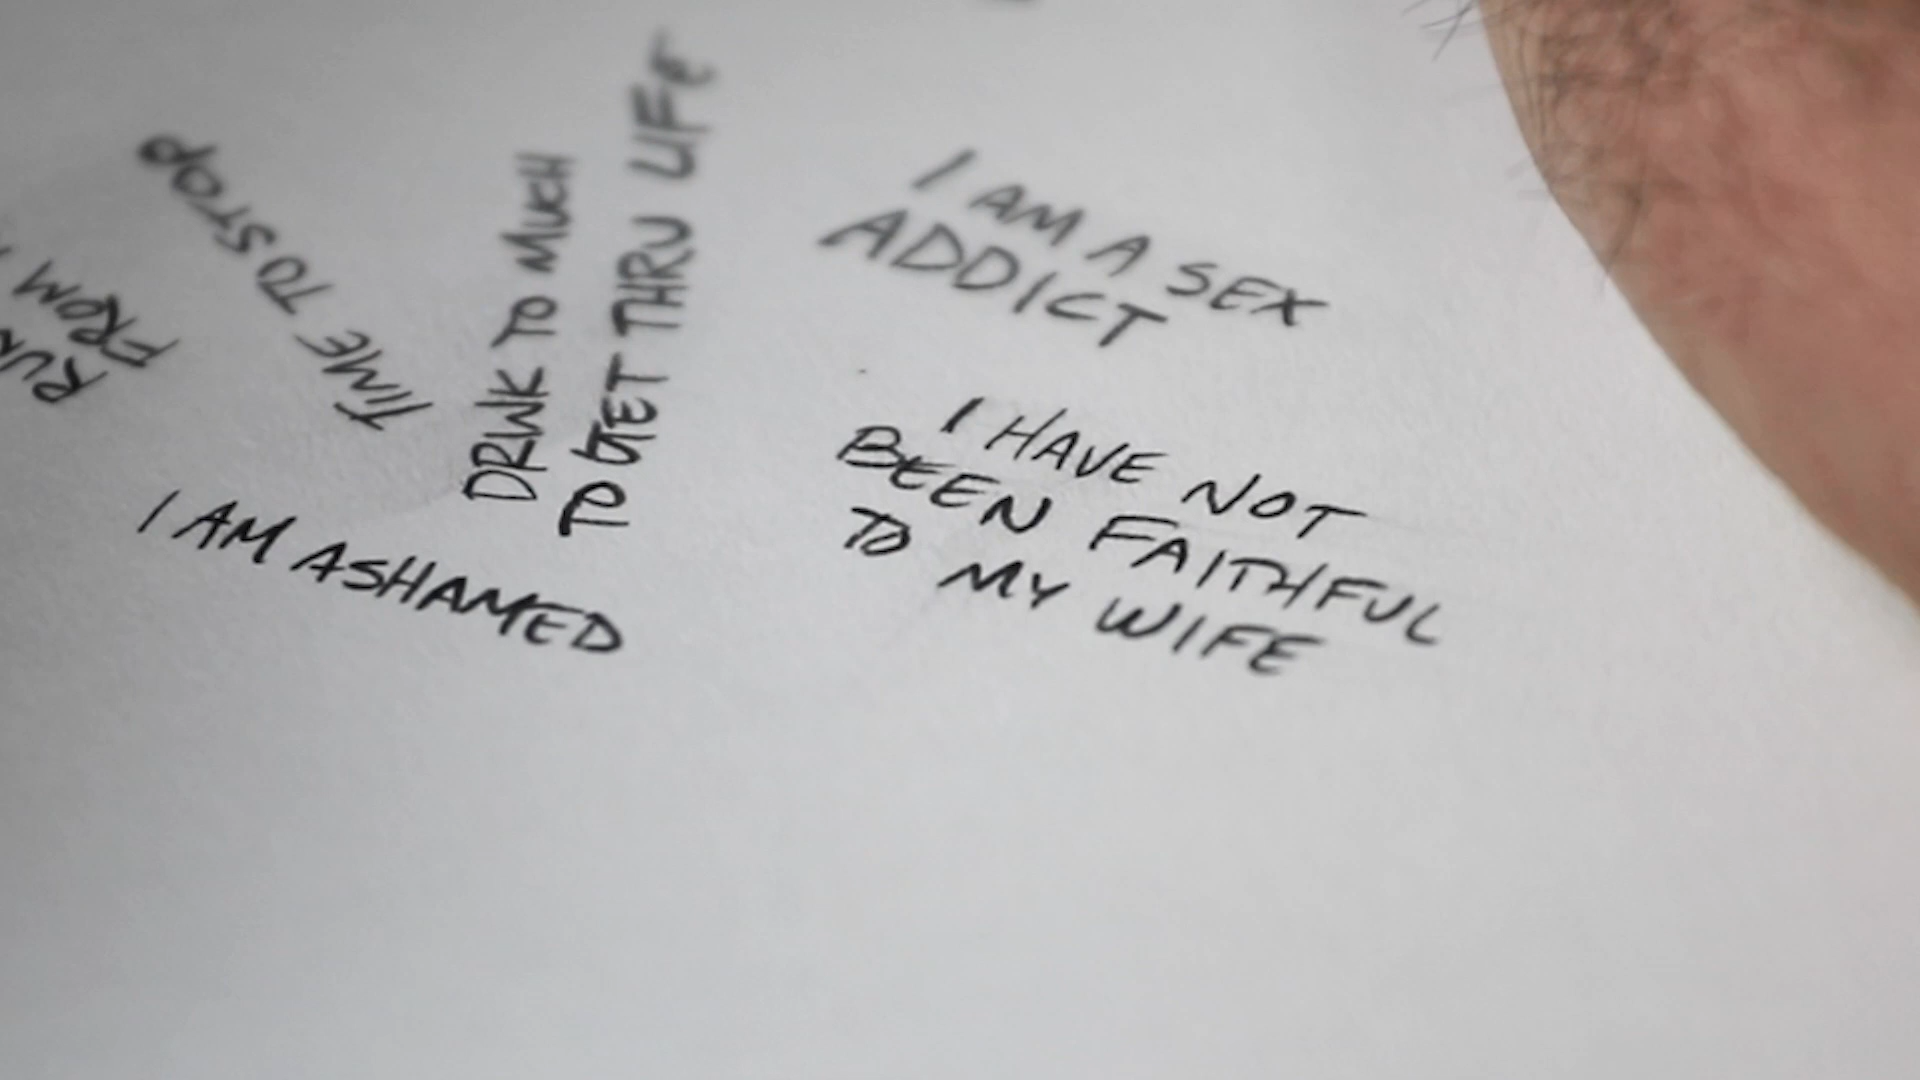 TIME TO STOP
FROM
DRINK TO MUCH
TO GET THRU LIFE
I AM ASHAMED
I AM A SEX
ADDICT
I HAVE NOT
BEEN FAITHFUL
TO MY WIFE